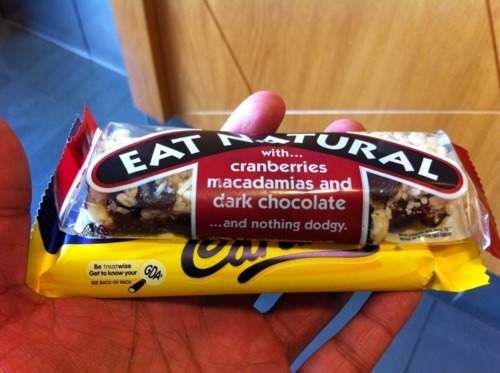 EAT NATURAL
with...
cranberries
macadamias and
dark chocolate
...and nothing dodgy.
Be treatwise
Get to know your GDAs
SEE BACK OF PACK